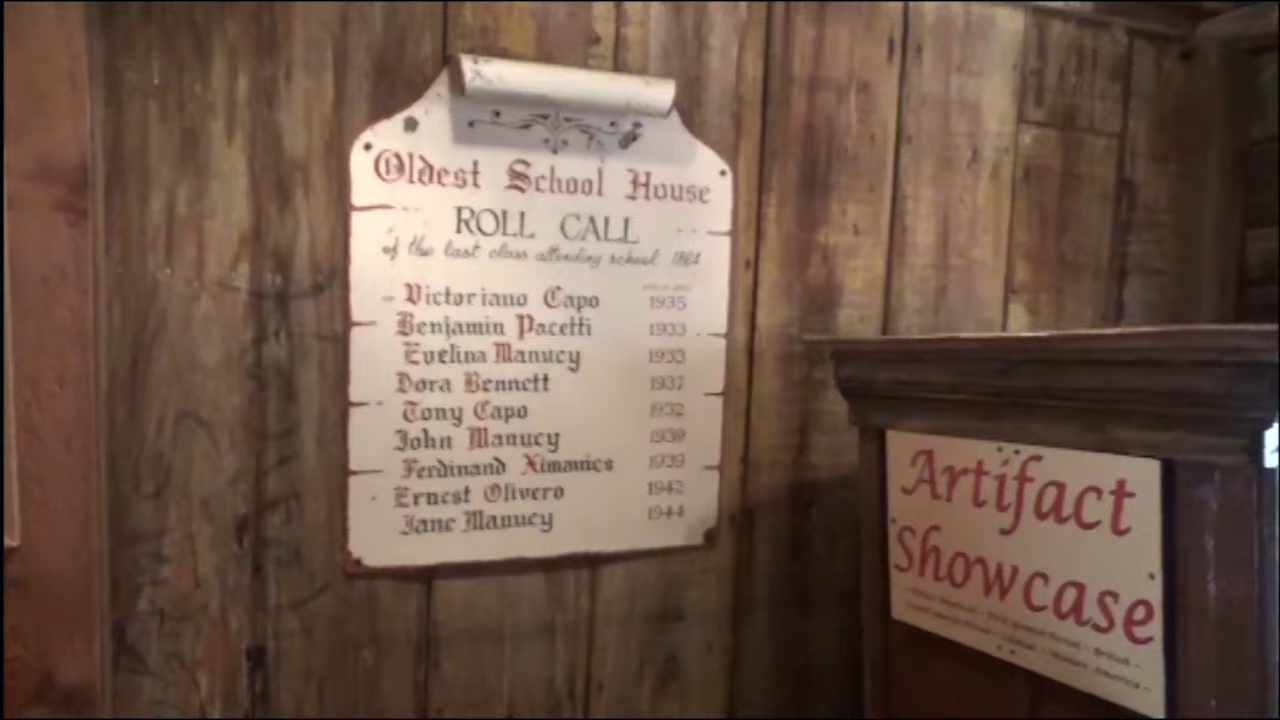 Oldest School House
ROLL CALL
of the last class attending school 1864
Victoriano Capo 1935
Benjamin Pacetti 1933
Evelina Manucy 1933
Dora Bennett 1937
Tony Capo 1932
John Manucy 1939
Ferdinand Ximanies 1939
Ernest Olivero 1942
Jane Manucy 1944
Artifact
Showcase